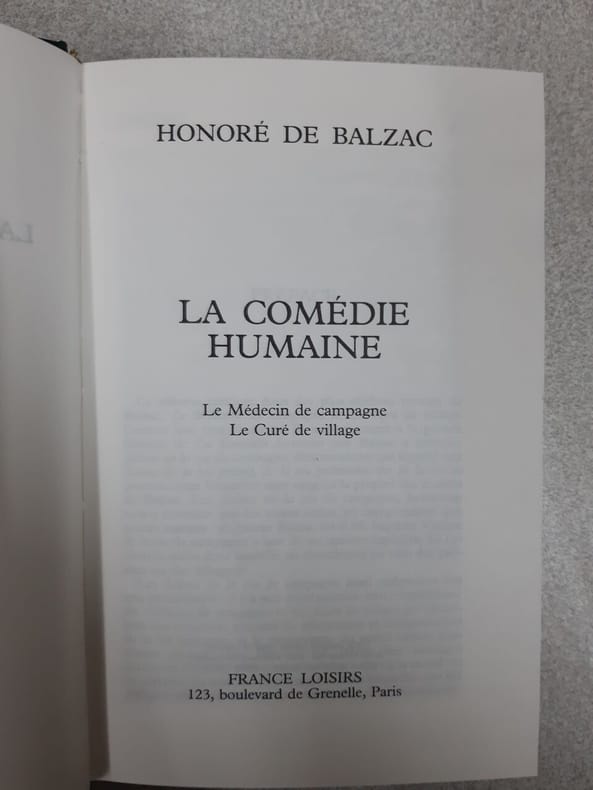 HONORÉ DE BALZAC
LA COMÉDIE
HUMAINE
Le Médecin de campagne
Le Curé de village
FRANCE LOISIRS
123, boulevard de Grenelle, Paris